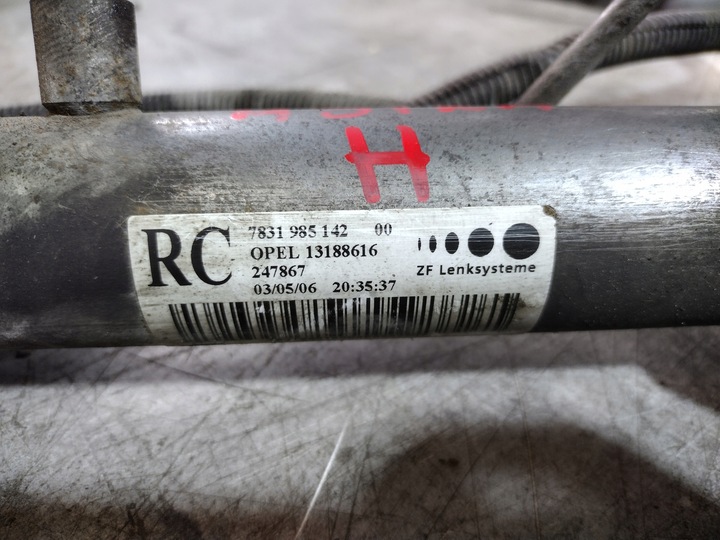 H
RC
7831 985 142 00
OPEL 13188616
247867
03/05/06 20:35:37
ZF Lenksysteme